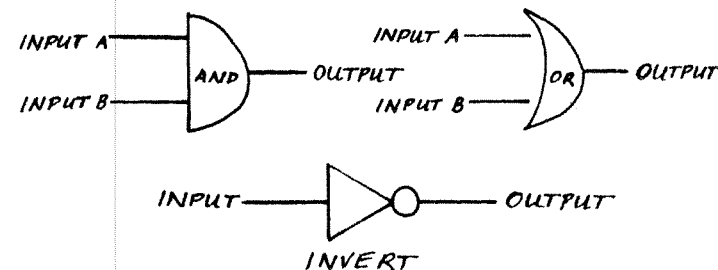 INPUT A
AND
OUTPUT
INPUT B
INPUT A
OR
OUTPUT
INPUT B
INPUT
OUTPUT
INVERT